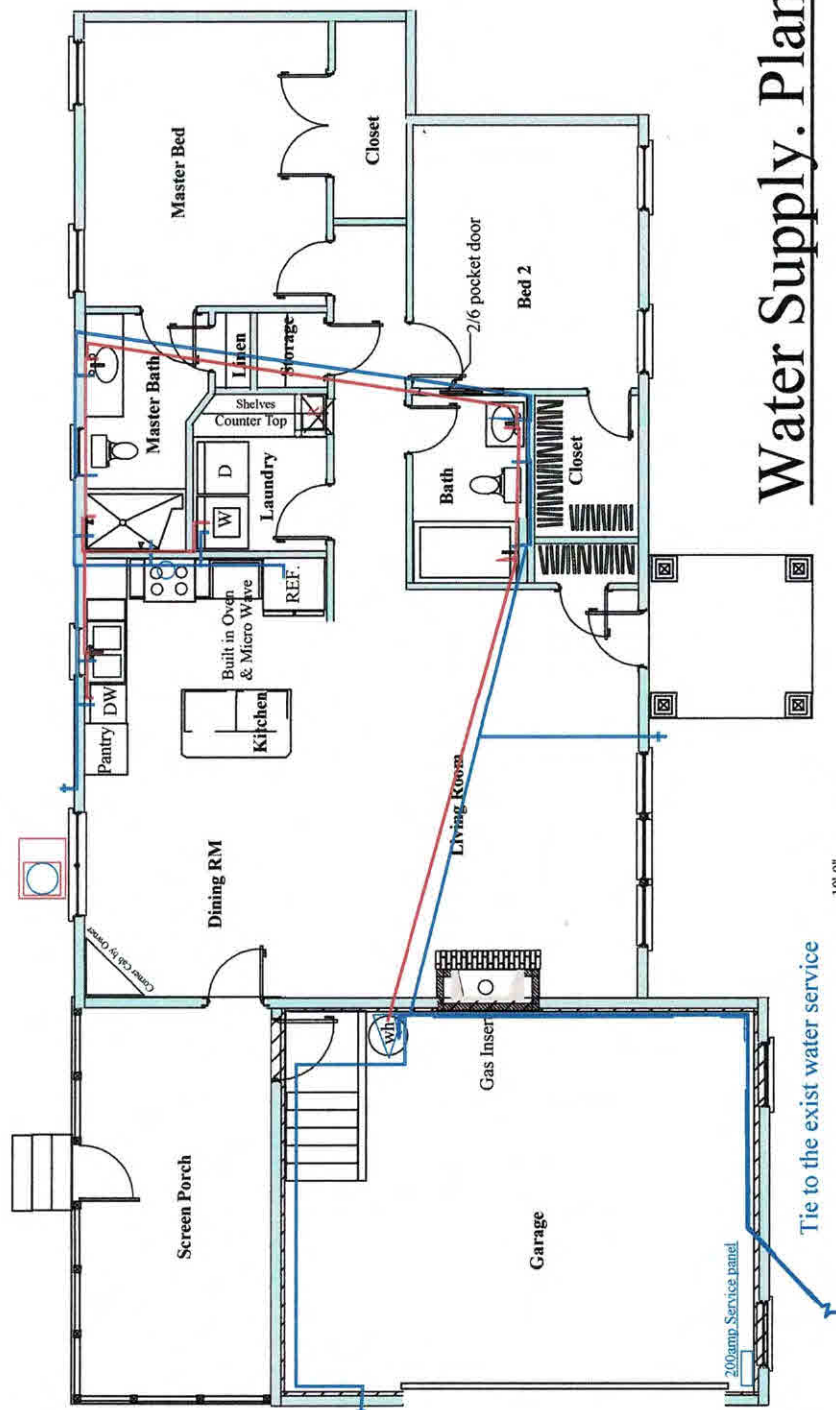 Master Bed
Closet
Master Bath
Linen
Storage
2/6 pocket door
Bed 2
Shelves
Counter Top
D
W
Laundry
Bath
Closet
Built in Oven
& Micro Wave
REF.
DW
Pantry
Kitchen
Living Room
Dining RM
Corner Cab by Owner
wh
Gas Insert
Screen Porch
Garage
200amp Service panel
Tie to the exist water service
Water Supply. Plan